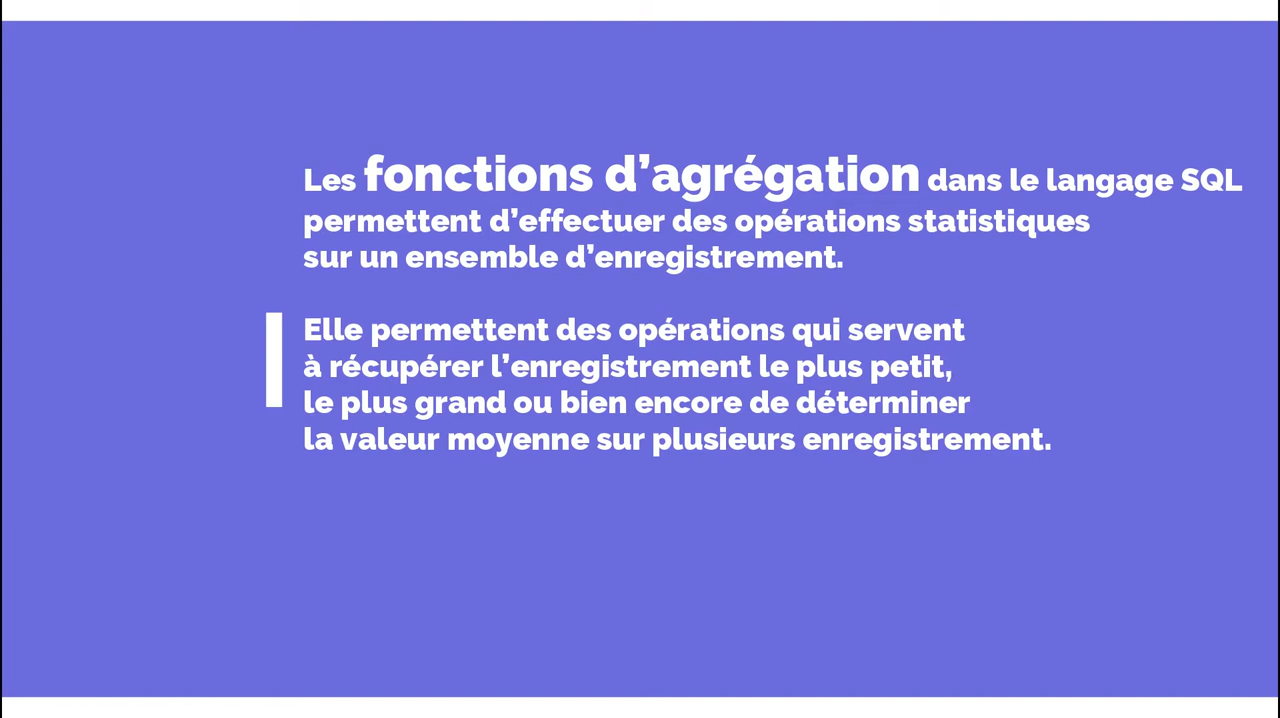 Les fonctions d’agrégation dans le langage SQL
permettent d’effectuer des opérations statistiques
sur un ensemble d’enregistrement.
Elle permettent des opérations qui servent
à récupérer l’enregistrement le plus petit,
le plus grand ou bien encore de déterminer
la valeur moyenne sur plusieurs enregistrement.